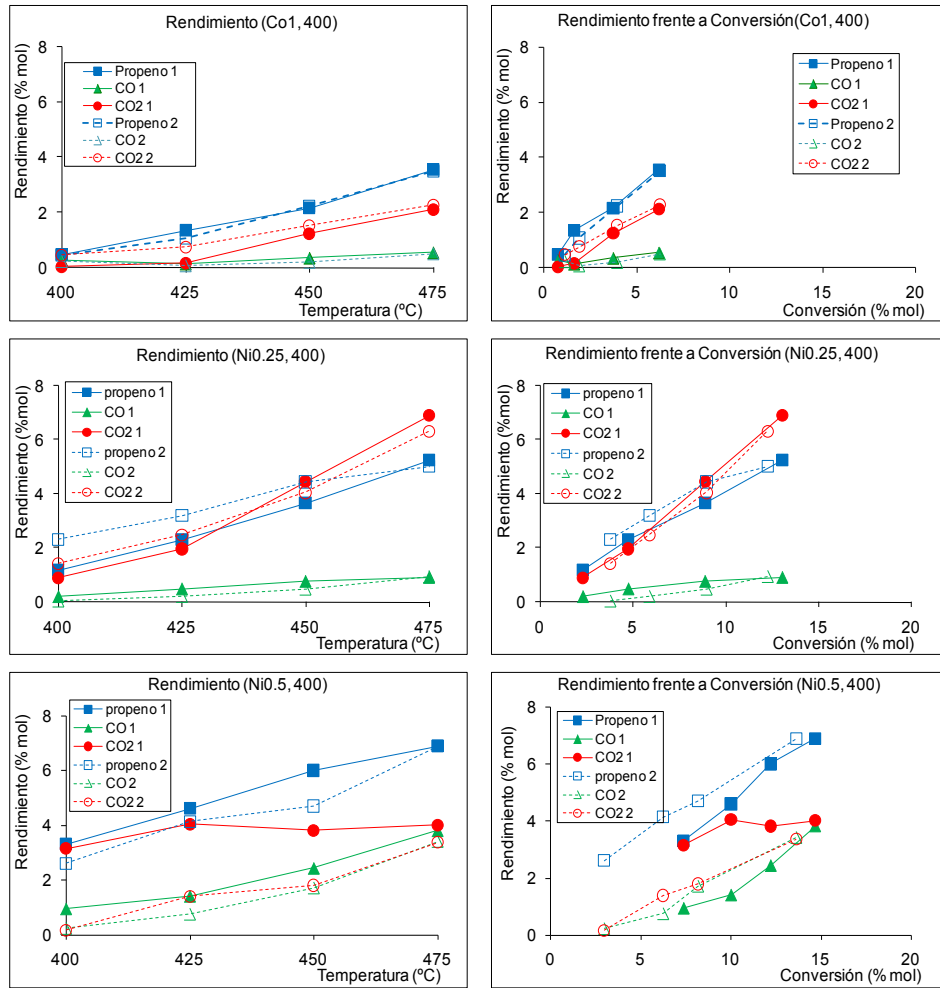 Rendimiento (Co1, 400)
Rendimiento (% mol)
8
6
4
2
0
Propeno 1
CO 1
CO2 1
Propeno 2
CO 2
CO2 2
400
425
450
475
Temperatura (ºC)
Rendimiento frente a Conversión(Co1, 400)
Rendimiento (% mol)
8
6
4
2
0
Propeno 1
CO 1
CO2 1
Propeno 2
CO 2
CO2 2
0
5
10
15
20
Conversión (% mol)
Rendimiento (Ni0.25, 400)
Rendimiento (%mol)
8
6
4
2
0
propeno 1
CO 1
CO2 1
propeno 2
CO 2
CO2 2
400
425
450
475
Temperatura (ºC)
Rendimiento frente a Conversión (Ni0.25, 400)
Rendimiento (% mol)
8
6
4
2
0
propeno 1
CO 1
CO2 1
propeno 2
CO 2
CO2 2
0
5
10
15
20
Conversión (% mol)
Rendimiento (Ni0.5, 400)
Rendimiento (% mol)
8
6
4
2
0
propeno 1
CO 1
CO2 1
propeno 2
CO 2
CO2 2
400
425
450
475
Temperatura (ºC)
Rendimiento frente a Conversión (Ni0.5, 400)
Rendimiento (% mol)
8
6
4
2
0
Propeno 1
CO 1
CO2 1
propeno 2
CO 2
CO2 2
0
5
10
15
20
Conversión (% mol)